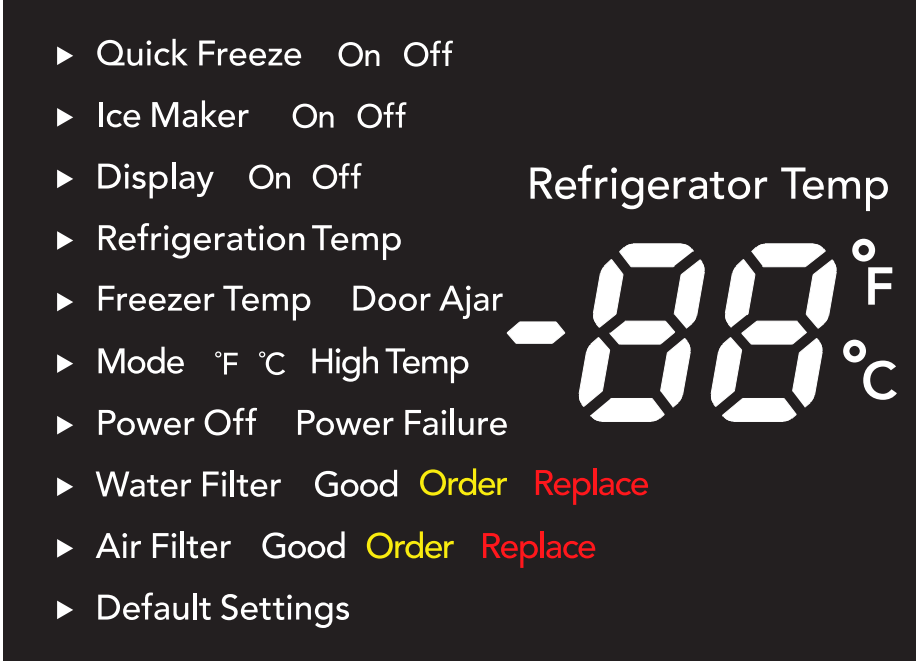 ▶ Quick Freeze On Off
▶ Ice Maker On Off
▶ Display On Off
▶ Refrigeration Temp
▶ Freezer Temp Door Ajar
▶ Mode °F °C High Temp
▶ Power Off Power Failure
▶ Water Filter Good Order Replace
▶ Air Filter Good Order Replace
▶ Default Settings
Refrigerator Temp
-88 °F °C